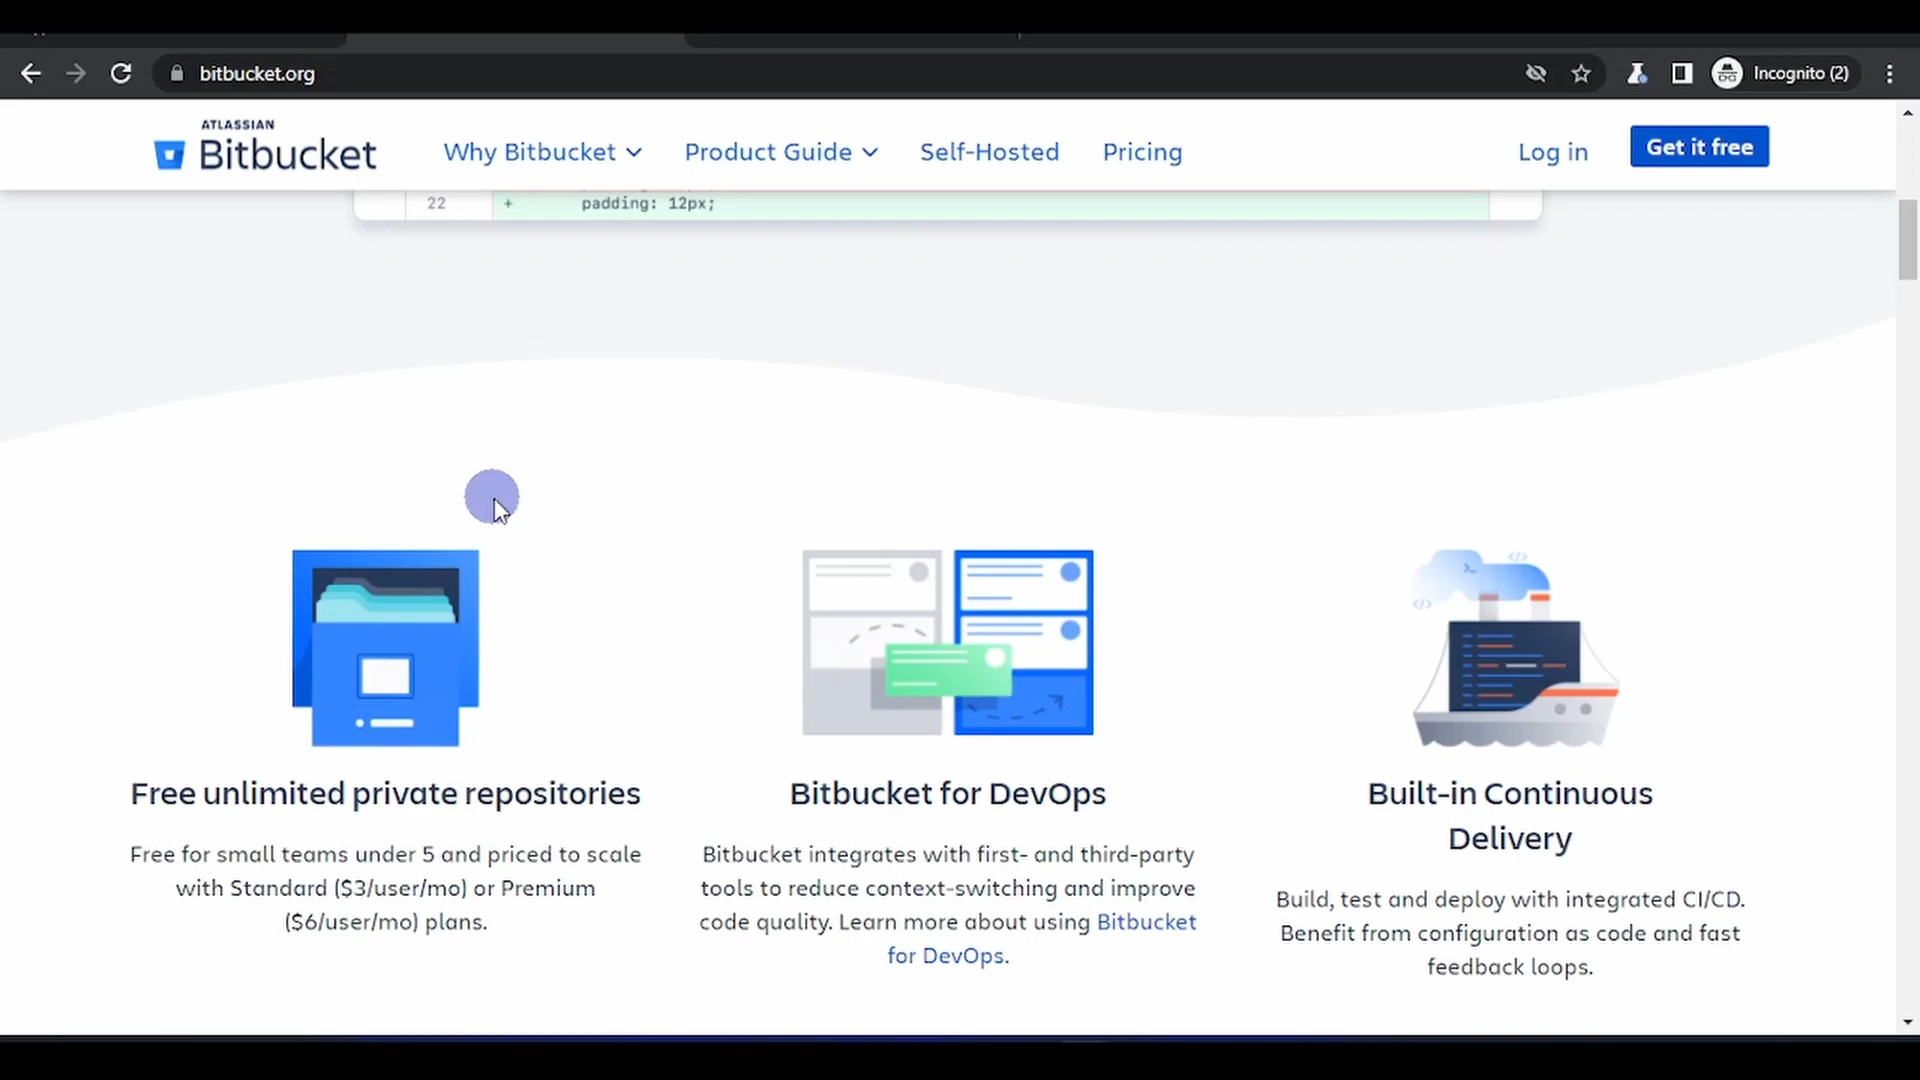 bitbucket.org
Incognito (2)
ATLASSIAN
Bitbucket
Why Bitbucket
Product Guide
Self-Hosted
Pricing
Log in
Get it free
22 + padding: 12px;
Free unlimited private repositories
Free for small teams under 5 and priced to scale
with Standard ($3/user/mo) or Premium
($6/user/mo) plans.
Bitbucket for DevOps
Bitbucket integrates with first- and third-party
tools to reduce context-switching and improve
code quality. Learn more about using Bitbucket
for DevOps.
Built-in Continuous
Delivery
Build, test and deploy with integrated CI/CD.
Benefit from configuration as code and fast
feedback loops.